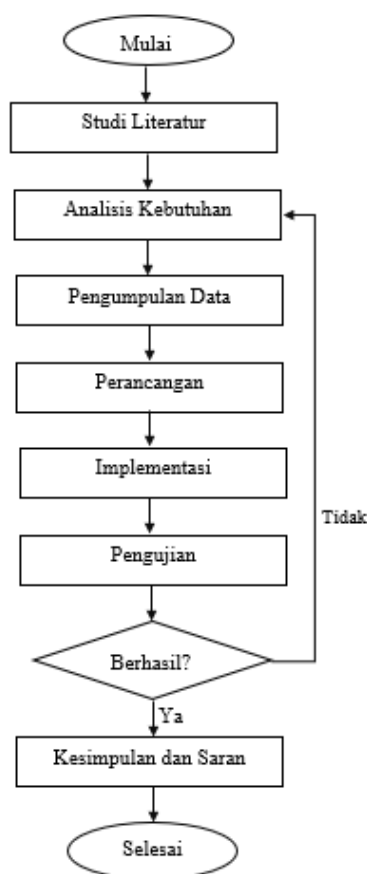 Mulai
Studi Literatur
Analisis Kebutuhan
Pengumpulan Data
Perancangan
Implementasi
Tidak
Pengujian
Berhasil?
Ya
Kesimpulan dan Saran
Selesai